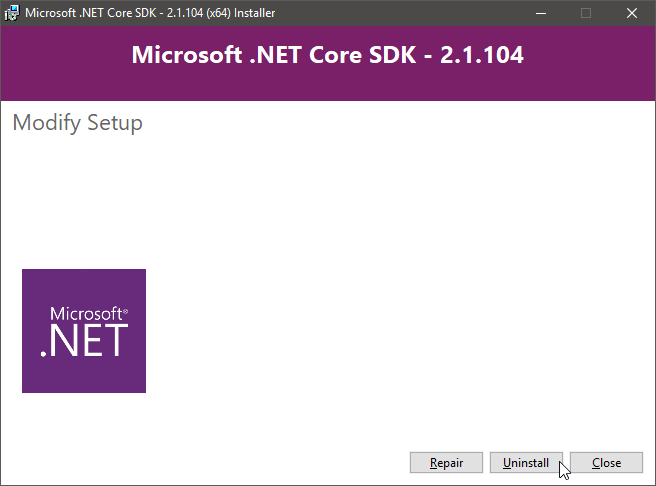 Microsoft .NET Core SDK - 2.1.104 (x64) Installer
Microsoft .NET Core SDK - 2.1.104
Modify Setup
Microsoft®
.NET
Repair Uninstall Close